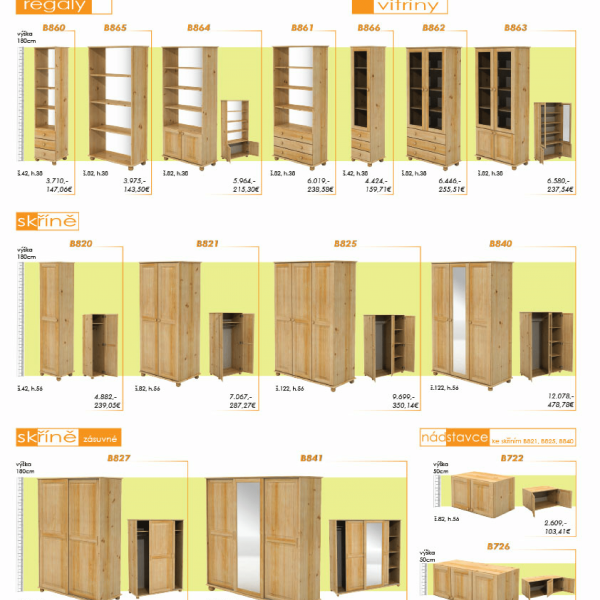 regály
vitríny
B860
B865
B864
B861
B866
B862
B863
výška
180cm
š.42, h.38
š.82, h.38
š.82, h.38
š.82, h.38
š.42, h.38
š.82, h.38
š.82, h.38
3.710,-
147,06€
3.975,-
143,50€
5.964,-
215,30€
6.019,-
238,58€
4.424,-
159,71€
6.446,-
255,51€
6.580,-
237,54€
skříně
výška
180cm
B820
B821
B825
B840
š.42, h.56
š.82, h.56
š.122, h.56
š.122, h.56
4.882,-
239,05€
7.067,-
287,27€
9.699,-
350,14€
12.078,-
478,78€
skříně zásuvné
nádstavce ke skříním B821, B825, B840
výška
180cm
B827
B841
výška
50cm
B722
š.82, h.56
2.609,-
103,41€
výška
50cm
B726